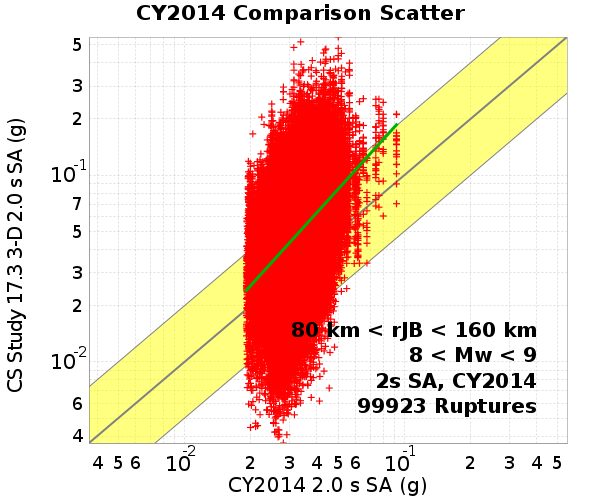 CY2014 Comparison Scatter
CS Study 17.3 3-D 2.0 s SA (g)
5
3
2
10-1
7
5
3
2
10-2
6
4
80 km < rJB < 160 km
8 < Mw < 9
2s SA, CY2014
99923 Ruptures
4 5 6 10-2 2 3 4 5 6 10-1 2 3 4 5
CY2014 2.0 s SA (g)